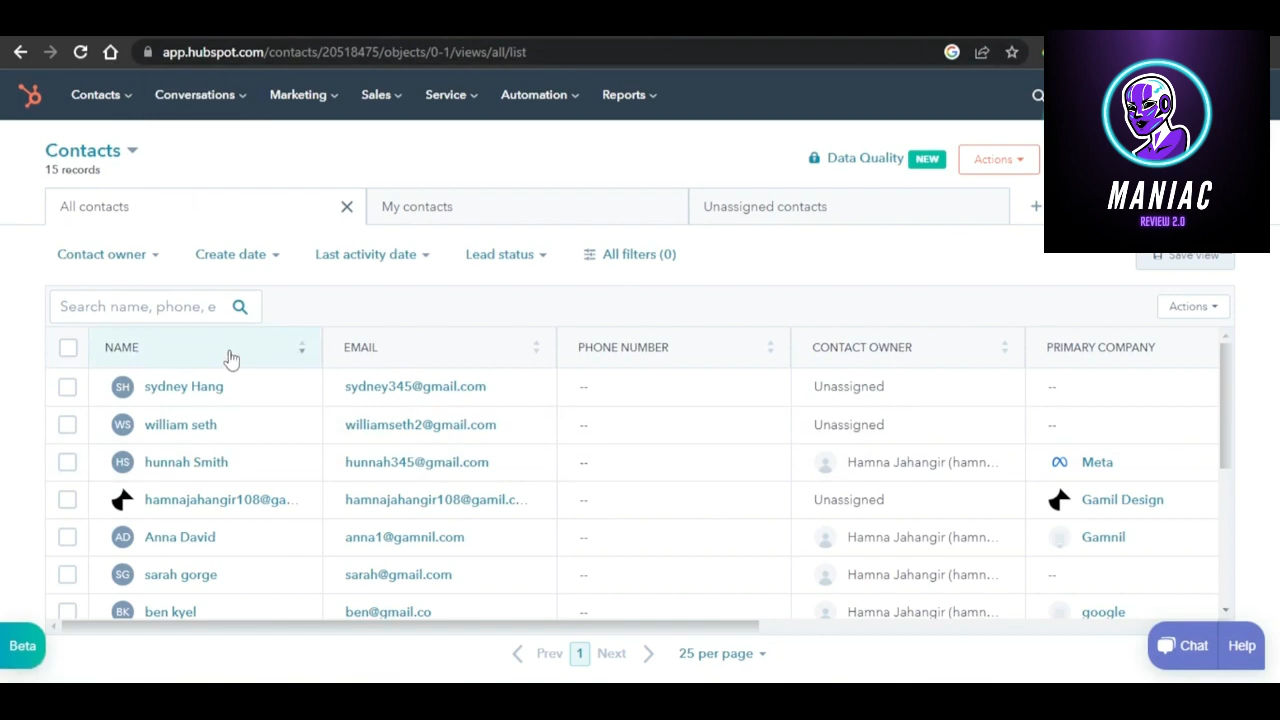 app.hubspot.com/contacts/20518475/objects/0-1/views/all/list
Contacts Conversations Marketing Sales Service Automation Reports
MANIAC
REVIEW 2.0
Contacts
15 records
Data Quality NEW Actions
All contacts My contacts Unassigned contacts +
Contact owner Create date Last activity date Lead status All filters (0) Save view
Search name, phone, e Actions
NAME EMAIL PHONE NUMBER CONTACT OWNER PRIMARY COMPANY
SH sydney Hang sydney345@gmail.com -- Unassigned --
WS william seth williamseth2@gmail.com -- Unassigned --
HS hunnah Smith hunnah345@gmail.com -- Hamna Jahangir (hamn... Meta
hamnajahangir108@ga... hamnajahangir108@gamil.c... -- Unassigned Gamil Design
AD Anna David anna1@gamnil.com -- Hamna Jahangir (hamn... Gamnil
SG sarah gorge sarah@gmail.com -- Hamna Jahangir (hamn... --
BK ben kyel ben@gmail.co -- Hamna Jahangir (hamn... google
Beta
Prev 1 Next 25 per page
Chat Help